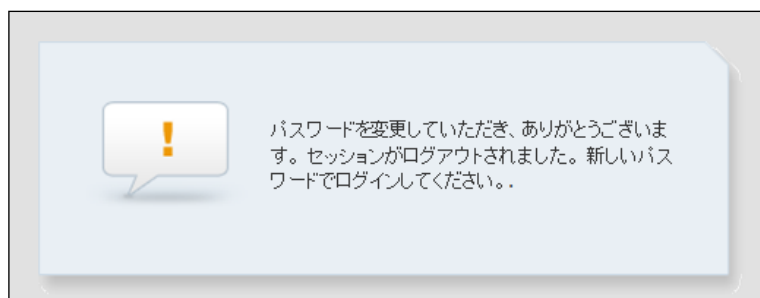 !
パスワードを変更していただき、ありがとうございま
す。セッションがログアウトされました。新しいパス
ワードでログインしてください。.